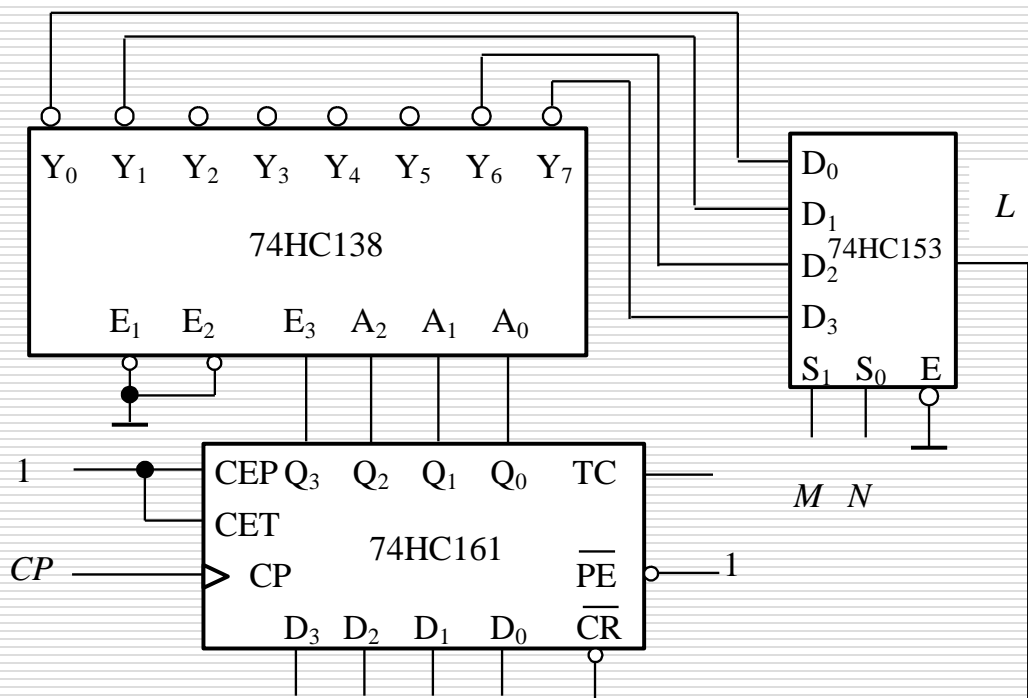 Y₀ Y₁ Y₂ Y₃ Y₄ Y₅ Y₆ Y₇
74HC138
E₁ E₂ E₃ A₂ A₁ A₀
D₀
D₁
74HC153
D₂
D₃
S₁ S₀ E
L
M N
1
CEP Q₃ Q₂ Q₁ Q₀ TC
CET
74HC161
CP
CP
P̅E̅
1
D₃ D₂ D₁ D₀ C̅R̅